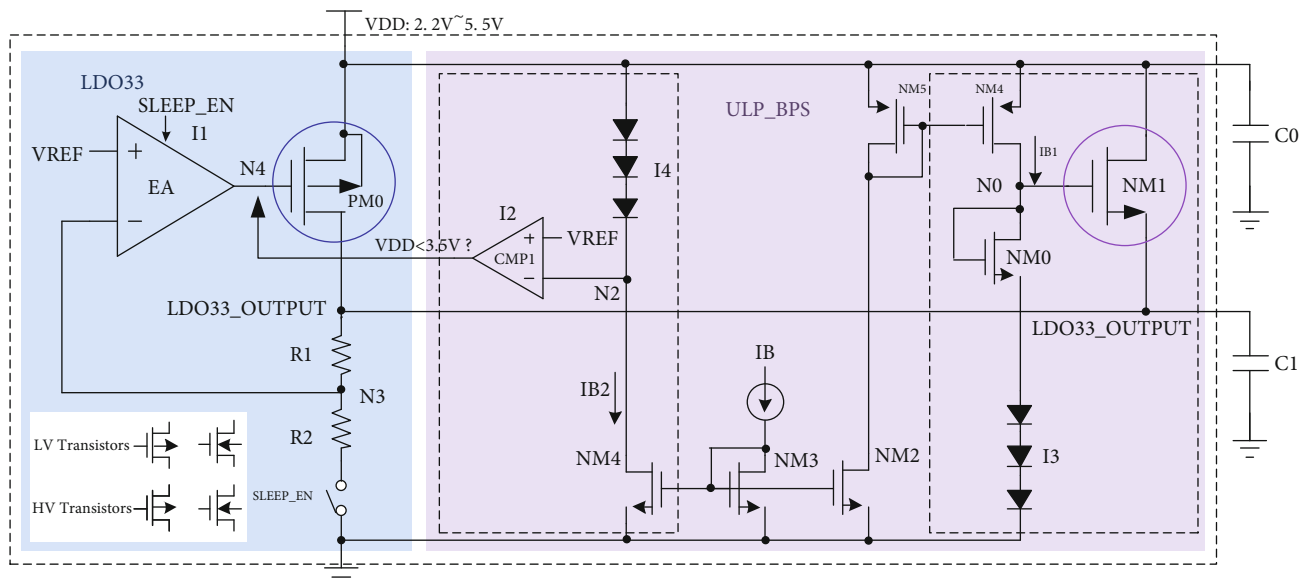 VDD: 2.2V~5.5V
LDO33
SLEEP_EN
I1
VREF
+
EA
−
N4
PM0
VDD<3.5V ?
I2
+
VREF
CMP1
−
N2
I4
ULP_BPS
NM5
NM4
IB1
N0
NM1
NM0
C0
LDO33_OUTPUT
LDO33_OUTPUT
R1
N3
R2
IB2
IB
C1
NM4
NM3
NM2
I3
LV Transistors
HV Transistors
SLEEP_EN